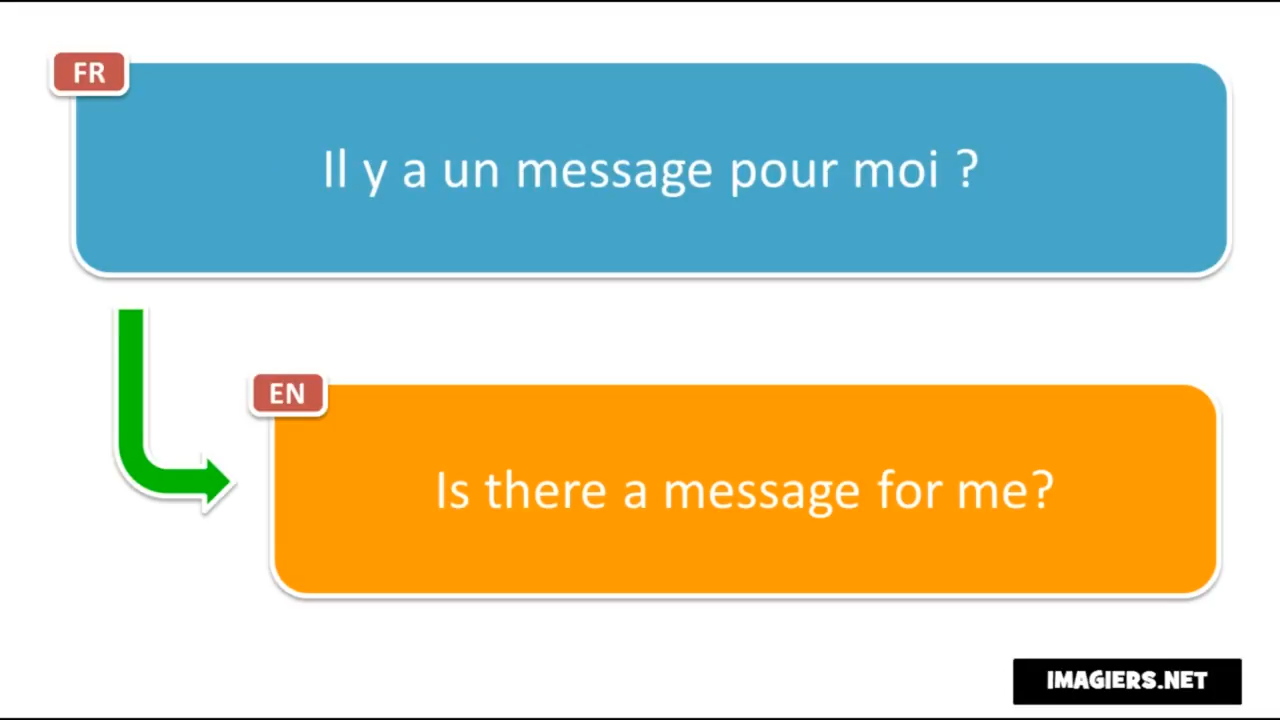 FR
Il y a un message pour moi ?
EN
Is there a message for me?
IMAGIERS.NET